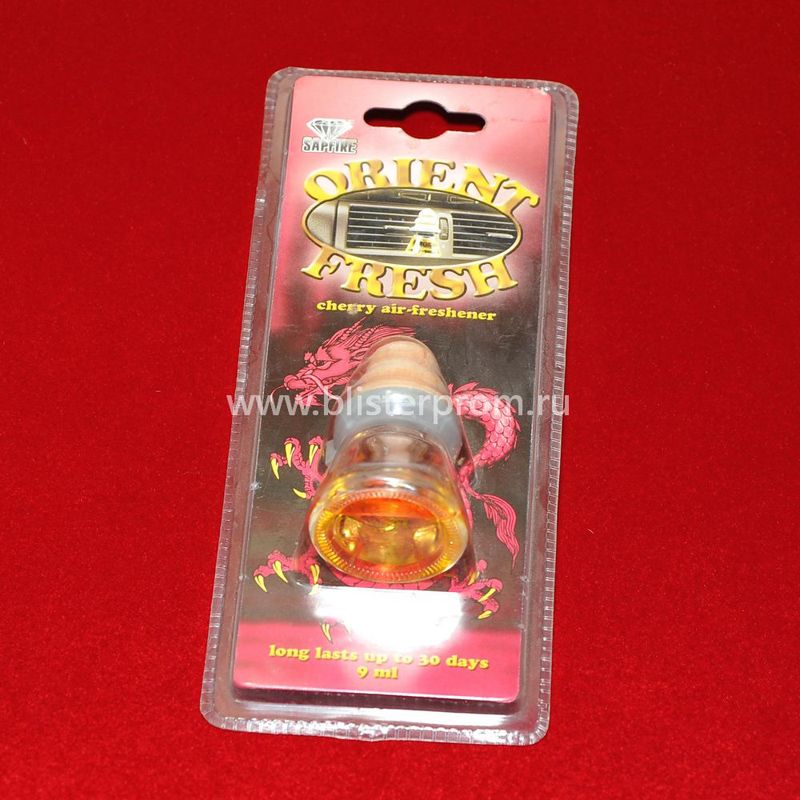 SAPFIRE
ORIENT
FRESH
cherry air-freshener
www.blisterprom.ru
long lasts up to 30 days
9 ml